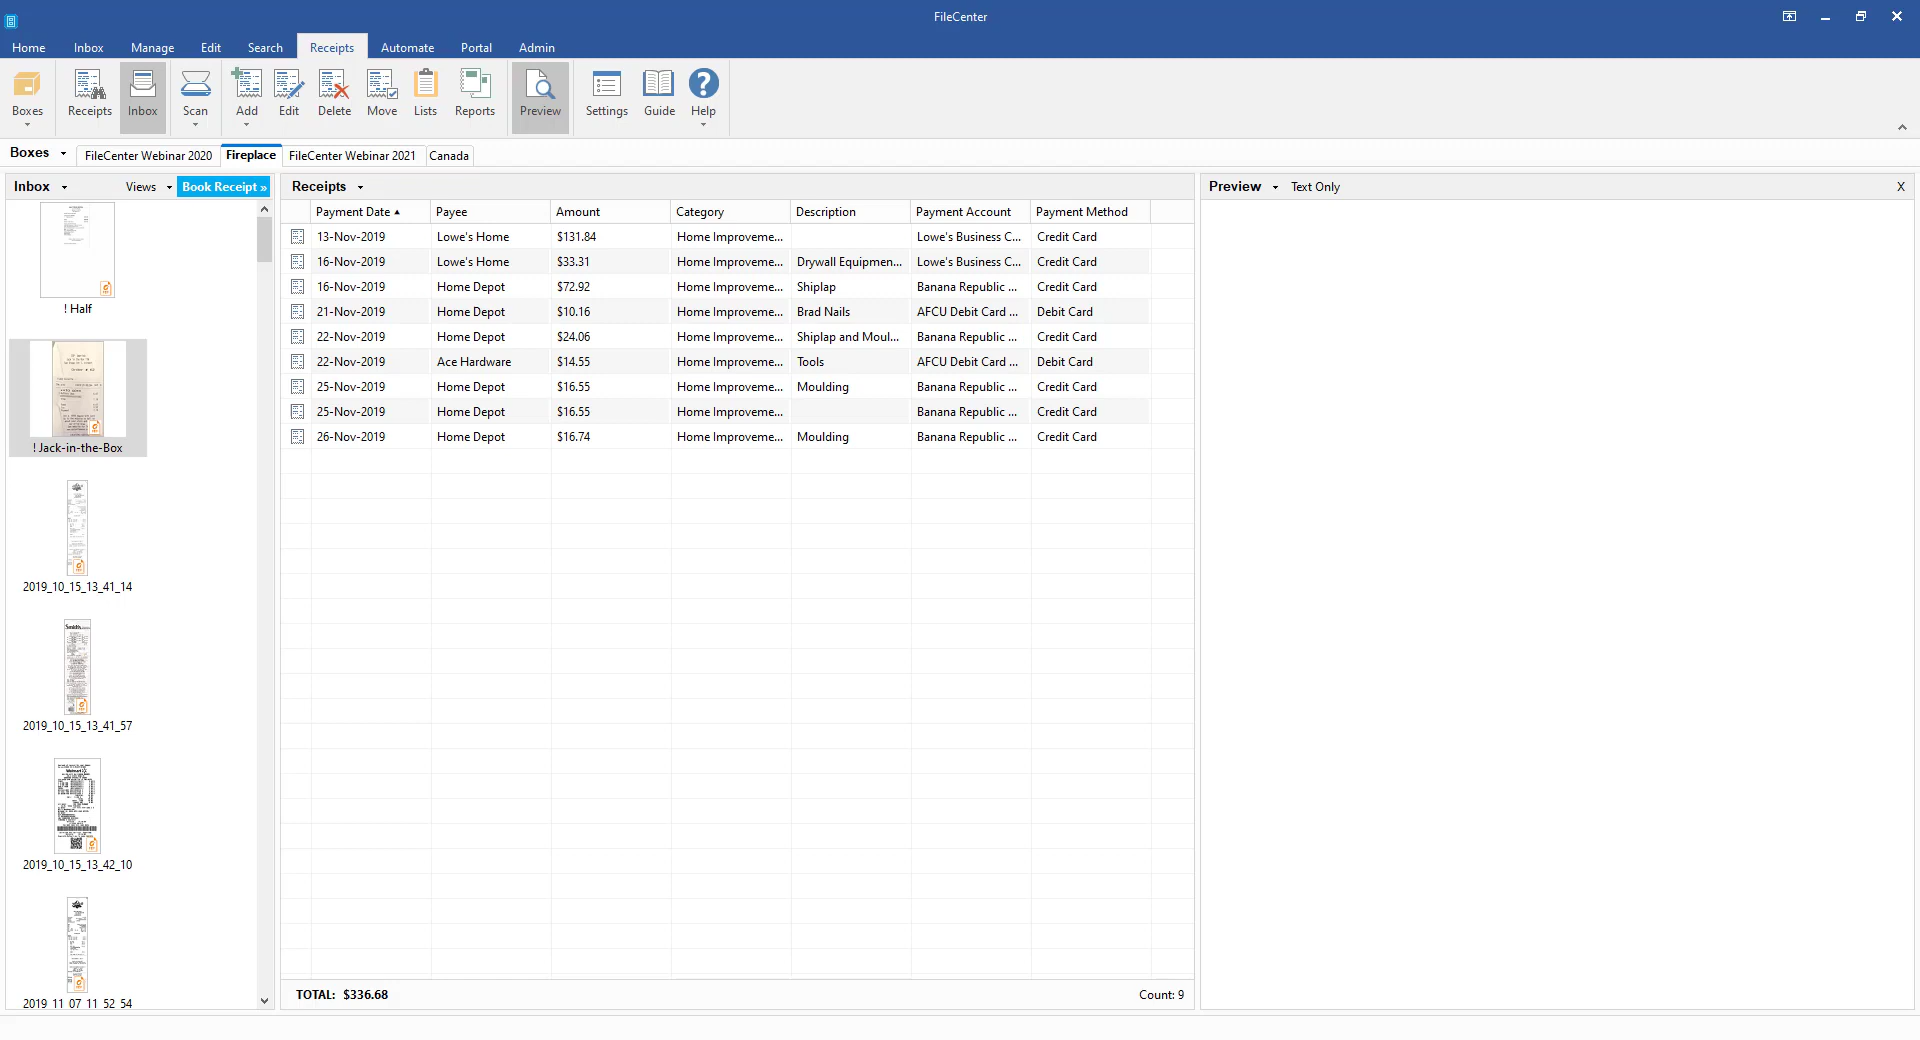 FileCenter
Home Inbox Manage Edit Search Receipts Automate Portal Admin
Boxes Receipts Inbox Scan Add Edit Delete Move Lists Reports Preview Settings Guide Help
Boxes FileCenter Webinar 2020 Fireplace FileCenter Webinar 2021 Canada
Inbox Views Book Receipt »
! Half
! Jack-in-the-Box
2019_10_15_13_41_14
Smith's
2019_10_15_13_41_57
Walmart
2019_10_15_13_42_10
2019_11_07_11_52_54
Receipts
Payment Date Payee Amount Category Description Payment Account Payment Method
13-Nov-2019 Lowe's Home $131.84 Home Improveme... Lowe's Business C... Credit Card
16-Nov-2019 Lowe's Home $33.31 Home Improveme... Drywall Equipmen... Lowe's Business C... Credit Card
16-Nov-2019 Home Depot $72.92 Home Improveme... Shiplap Banana Republic ... Credit Card
21-Nov-2019 Home Depot $10.16 Home Improveme... Brad Nails AFCU Debit Card ... Debit Card
22-Nov-2019 Home Depot $24.06 Home Improveme... Shiplap and Moul... Banana Republic ... Credit Card
22-Nov-2019 Ace Hardware $14.55 Home Improveme... Tools AFCU Debit Card ... Debit Card
25-Nov-2019 Home Depot $16.55 Home Improveme... Moulding Banana Republic ... Credit Card
25-Nov-2019 Home Depot $16.55 Home Improveme... Banana Republic ... Credit Card
26-Nov-2019 Home Depot $16.74 Home Improveme... Moulding Banana Republic ... Credit Card
TOTAL: $336.68 Count: 9
Preview Text Only X